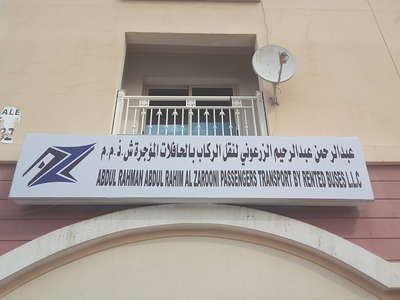 عبدالرحمن عبدالرحيم الزرعوني لنقل الركاب بالحافلات المؤجرة ش.ذ.م.م
ABDUL RAHMAN ABDUL RAHIM AL ZAROONI PASSENGERS TRANSPORT BY RENTED BUSES L.L.C
ALE